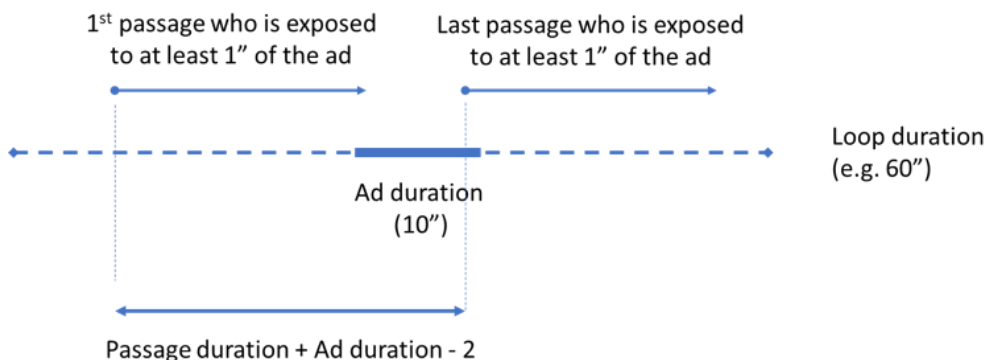 1st passage who is exposed
to at least 1” of the ad
Last passage who is exposed
to at least 1” of the ad
Loop duration
(e.g. 60”)
Ad duration
(10”)
Passage duration + Ad duration - 2